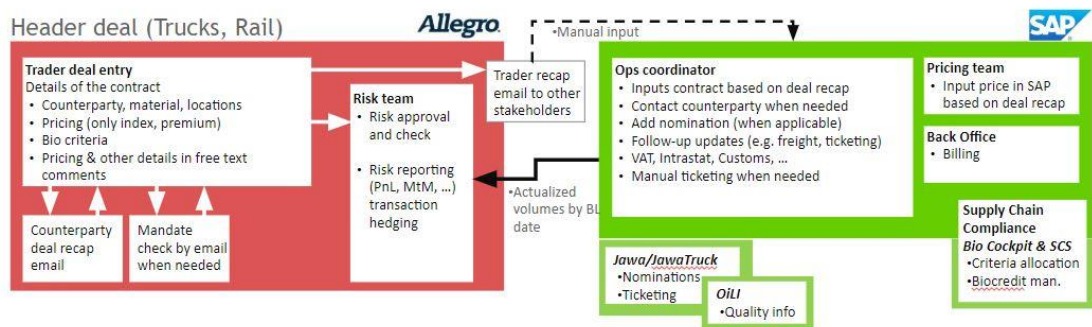 Header deal (Trucks, Rail)
Allegro
•Manual input
SAP
Trader deal entry
Details of the contract
• Counterparty, material, locations
• Pricing (only index, premium)
• Bio criteria
• Pricing & other details in free text
comments
Counterparty
deal recap
email
Mandate
check by email
when needed
Risk team
• Risk approval
and check
• Risk reporting
(PnL, MtM, ...)
transaction
hedging
Trader recap
email to other
stakeholders
•Actualized
volumes by BL
date
Ops coordinator
• Inputs contract based on deal recap
• Contact counterparty when needed
• Add nomination (when applicable)
• Follow-up updates (e.g. freight, ticketing)
• VAT, Intrastat, Customs, ...
• Manual ticketing when needed
Pricing team
• Input price in SAP
based on deal recap
Back Office
• Billing
Supply Chain
Compliance
Bio Cockpit & SCS
•Criteria allocation
•Biocredit man.
Jawa/JawaTruck
•Nominations
•Ticketing
OiLI
•Quality info